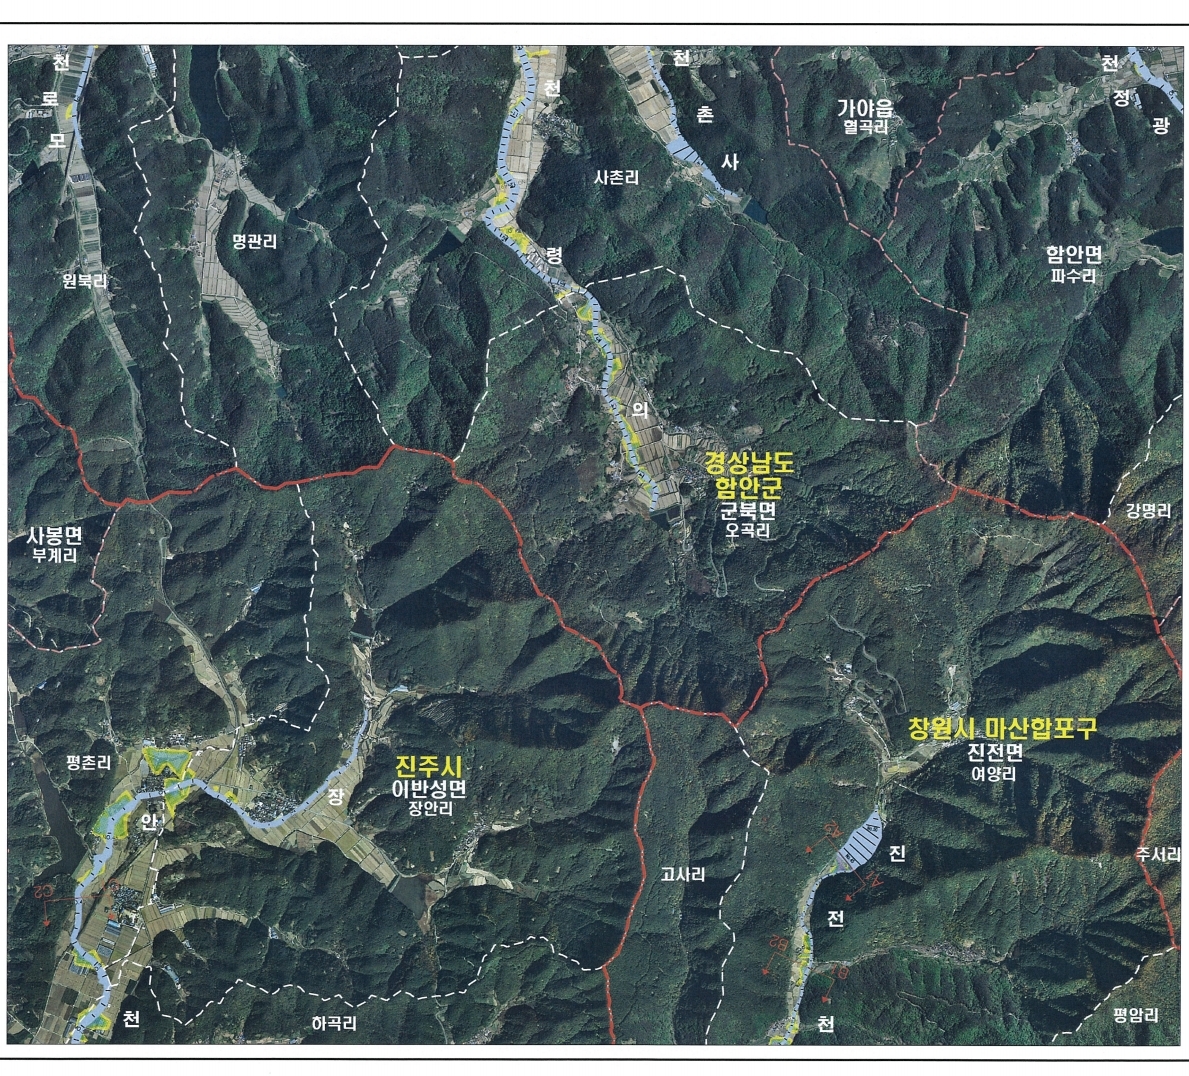 천
로
모
천
천
촌
사
가야읍
혈곡리
천
정
광
사촌리
명관리
원북리
령
함안면
파수리
의
경상남도
함안군
군북면
오곡리
강명리
사봉면
부계리
창원시 마산합포구
진전면
여양리
평촌리
진주시
이반성면
장안리
장
안
진
주서리
고사리
전
C2
A3
A1
B2
천
하곡리
천
평암리